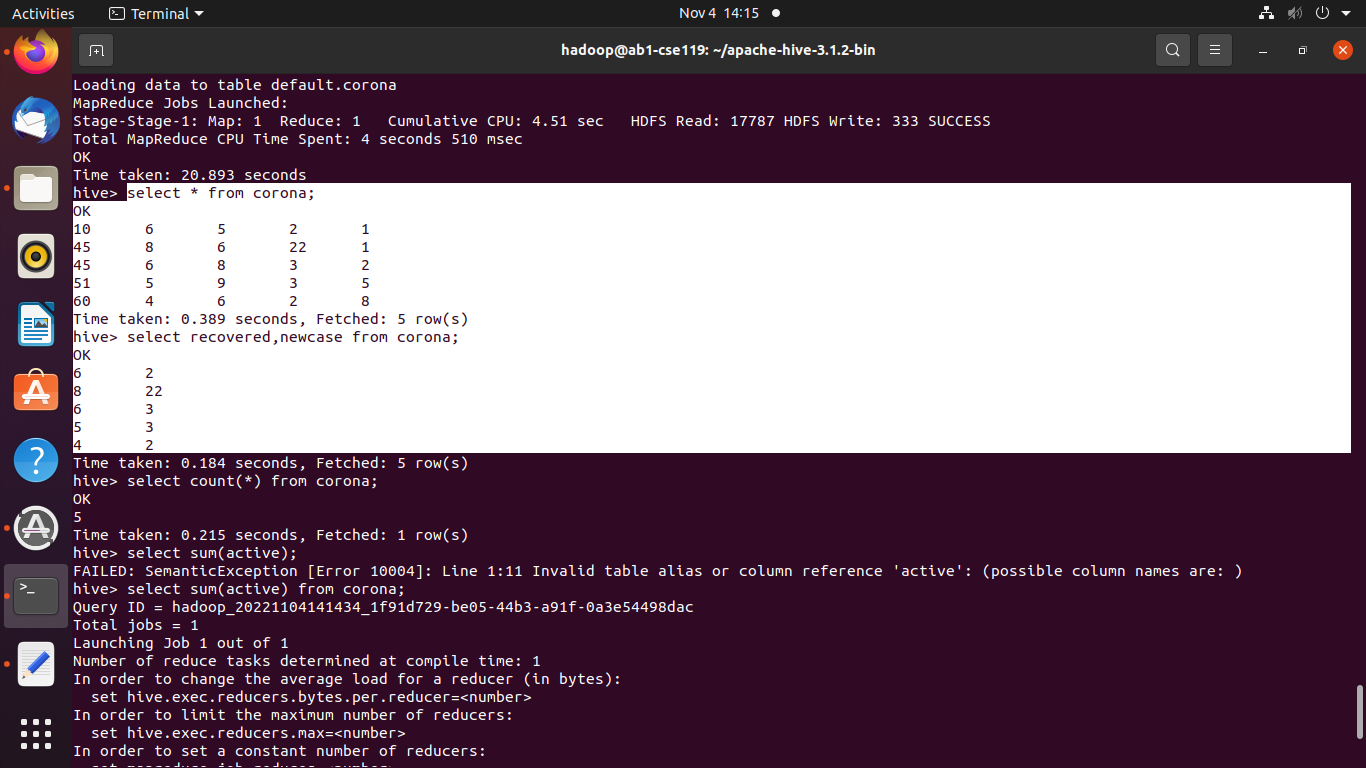 Activities Terminal Nov 4 14:15
hadoop@ab1-cse119: ~/apache-hive-3.1.2-bin
Loading data to table default.corona
MapReduce Jobs Launched:
Stage-Stage-1: Map: 1  Reduce: 1   Cumulative CPU: 4.51 sec   HDFS Read: 17787 HDFS Write: 333 SUCCESS
Total MapReduce CPU Time Spent: 4 seconds 510 msec
OK
Time taken: 20.893 seconds
hive> select * from corona;
OK
10      6       5       2       1
45      8       6       22      1
45      6       8       3       2
51      5       9       3       5
60      4       6       2       8
Time taken: 0.389 seconds, Fetched: 5 row(s)
hive> select recovered,newcase from corona;
OK
6       2
8       22
6       3
5       3
4       2
Time taken: 0.184 seconds, Fetched: 5 row(s)
hive> select count(*) from corona;
OK
5
Time taken: 0.215 seconds, Fetched: 1 row(s)
hive> select sum(active);
FAILED: SemanticException [Error 10004]: Line 1:11 Invalid table alias or column reference 'active': (possible column names are: )
hive> select sum(active) from corona;
Query ID = hadoop_20221104141434_1f91d729-be05-44b3-a91f-0a3e54498dac
Total jobs = 1
Launching Job 1 out of 1
Number of reduce tasks determined at compile time: 1
In order to change the average load for a reducer (in bytes):
  set hive.exec.reducers.bytes.per.reducer=<number>
In order to limit the maximum number of reducers:
  set hive.exec.reducers.max=<number>
In order to set a constant number of reducers: